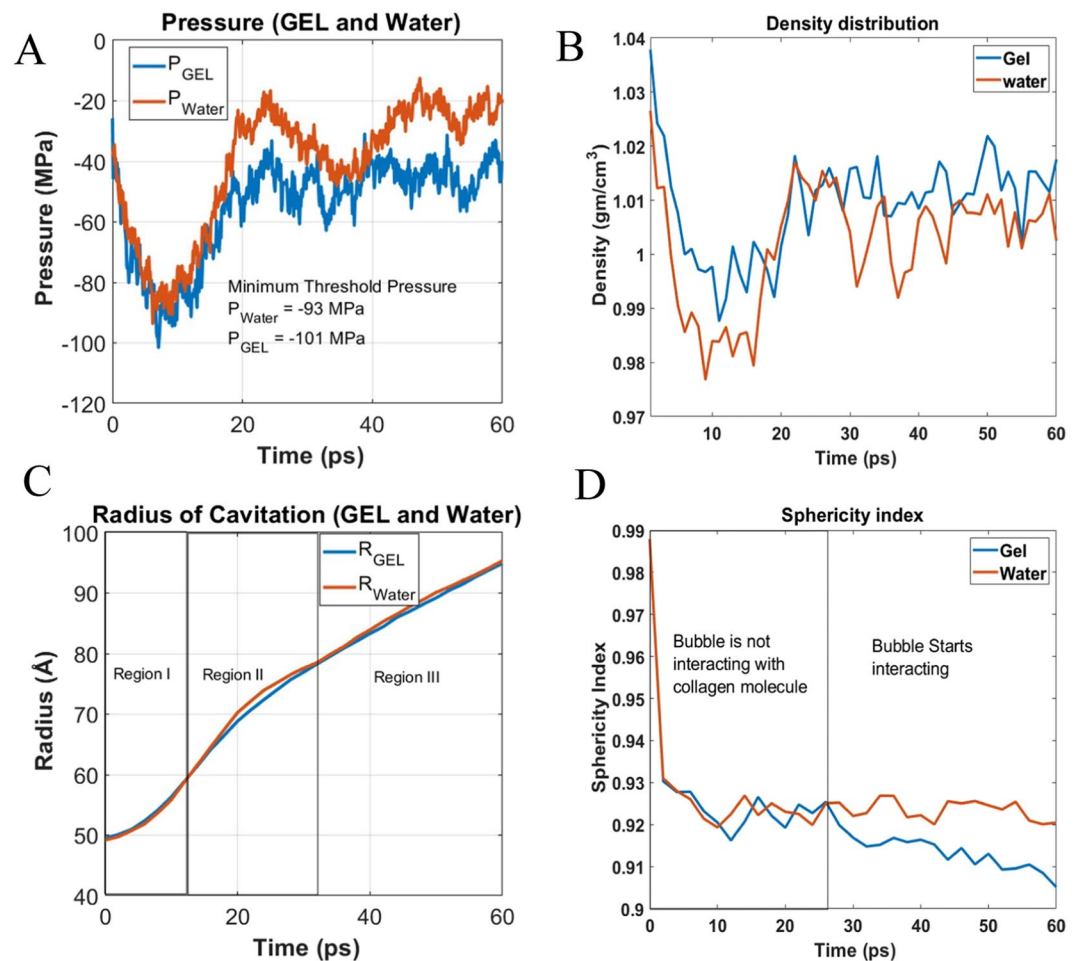 A
Pressure (GEL and Water)
P_GEL
P_Water
0
-20
-40
-60
-80
-100
-120
Pressure (MPa)
Minimum Threshold Pressure
P_Water = -93 MPa
P_GEL = -101 MPa
0 20 40 60
Time (ps)
B
Density distribution
Gel
water
1.04
1.03
1.02
1.01
1
0.99
0.98
0.97
Density (gm/cm³)
10 20 30 40 50 60
Time (ps)
C
Radius of Cavitation (GEL and Water)
R_GEL
R_Water
100
90
80
70
60
50
40
Radius (Å)
Region I
Region II
Region III
0 20 40 60
Time (ps)
D
Sphericity index
Gel
Water
0.99
0.98
0.97
0.96
0.95
0.94
0.93
0.92
0.91
0.9
Sphericity Index
Bubble is not
interacting with
collagen molecule
Bubble Starts
interacting
0 10 20 30 40 50 60
Time (ps)